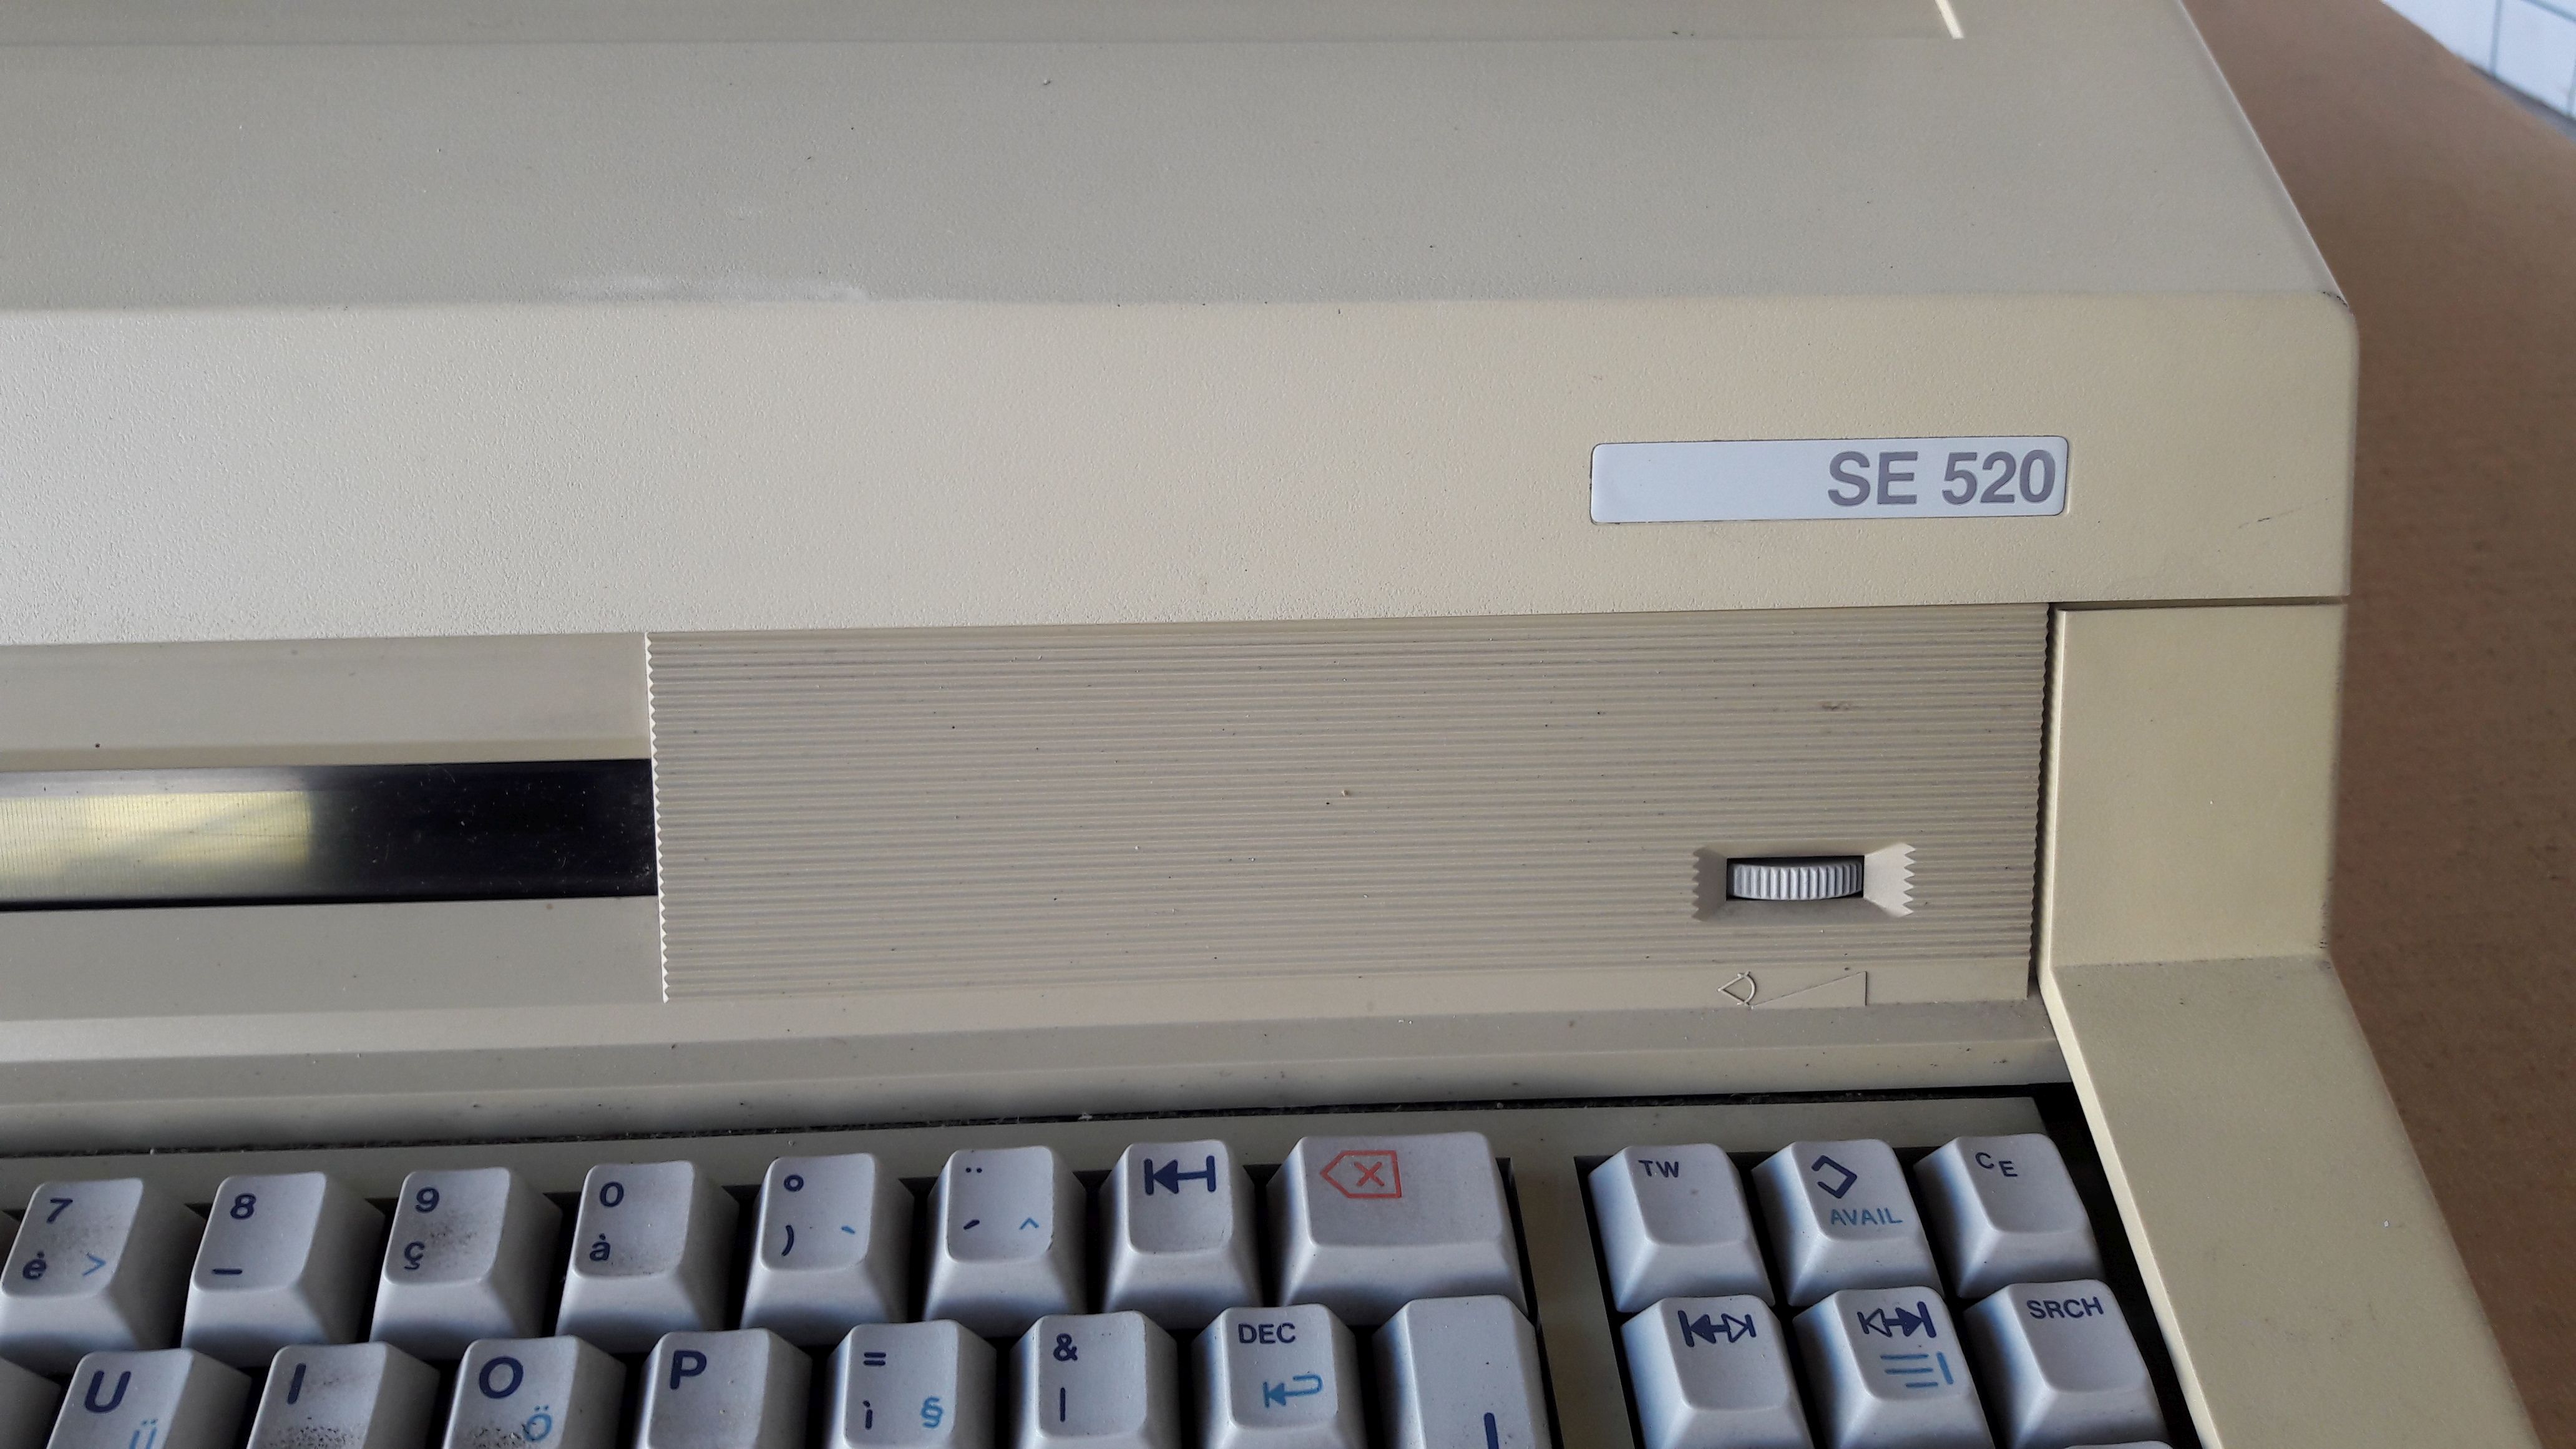 SE 520
7 8 9 0 ° ¨ TW AVAIL CE
è > _ ç à ) ` ´ ^
U I O P = & DEC SRCH
ü Ö ì § |